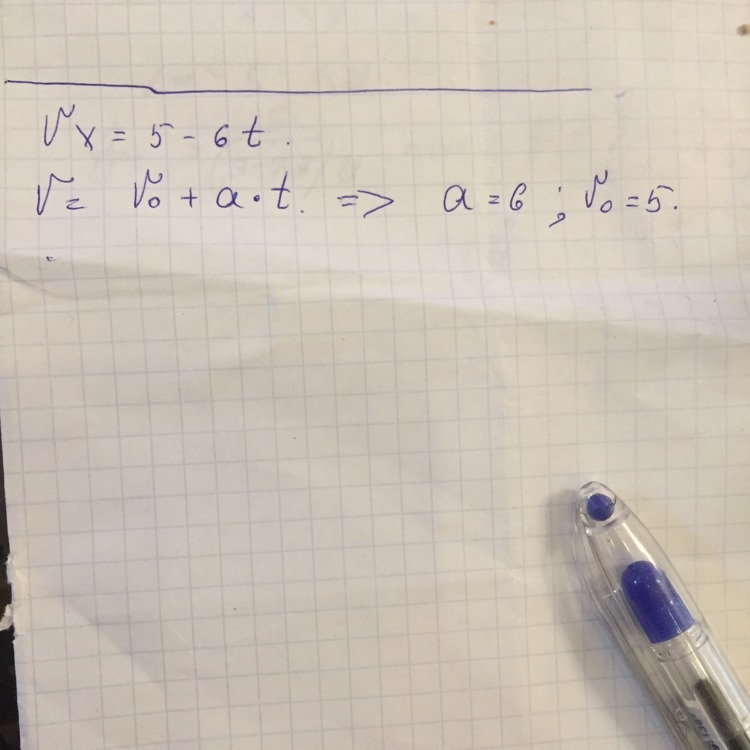 Vx = 5 - 6t.
V = V₀ + a·t. => a = 6 ; V₀ = 5.